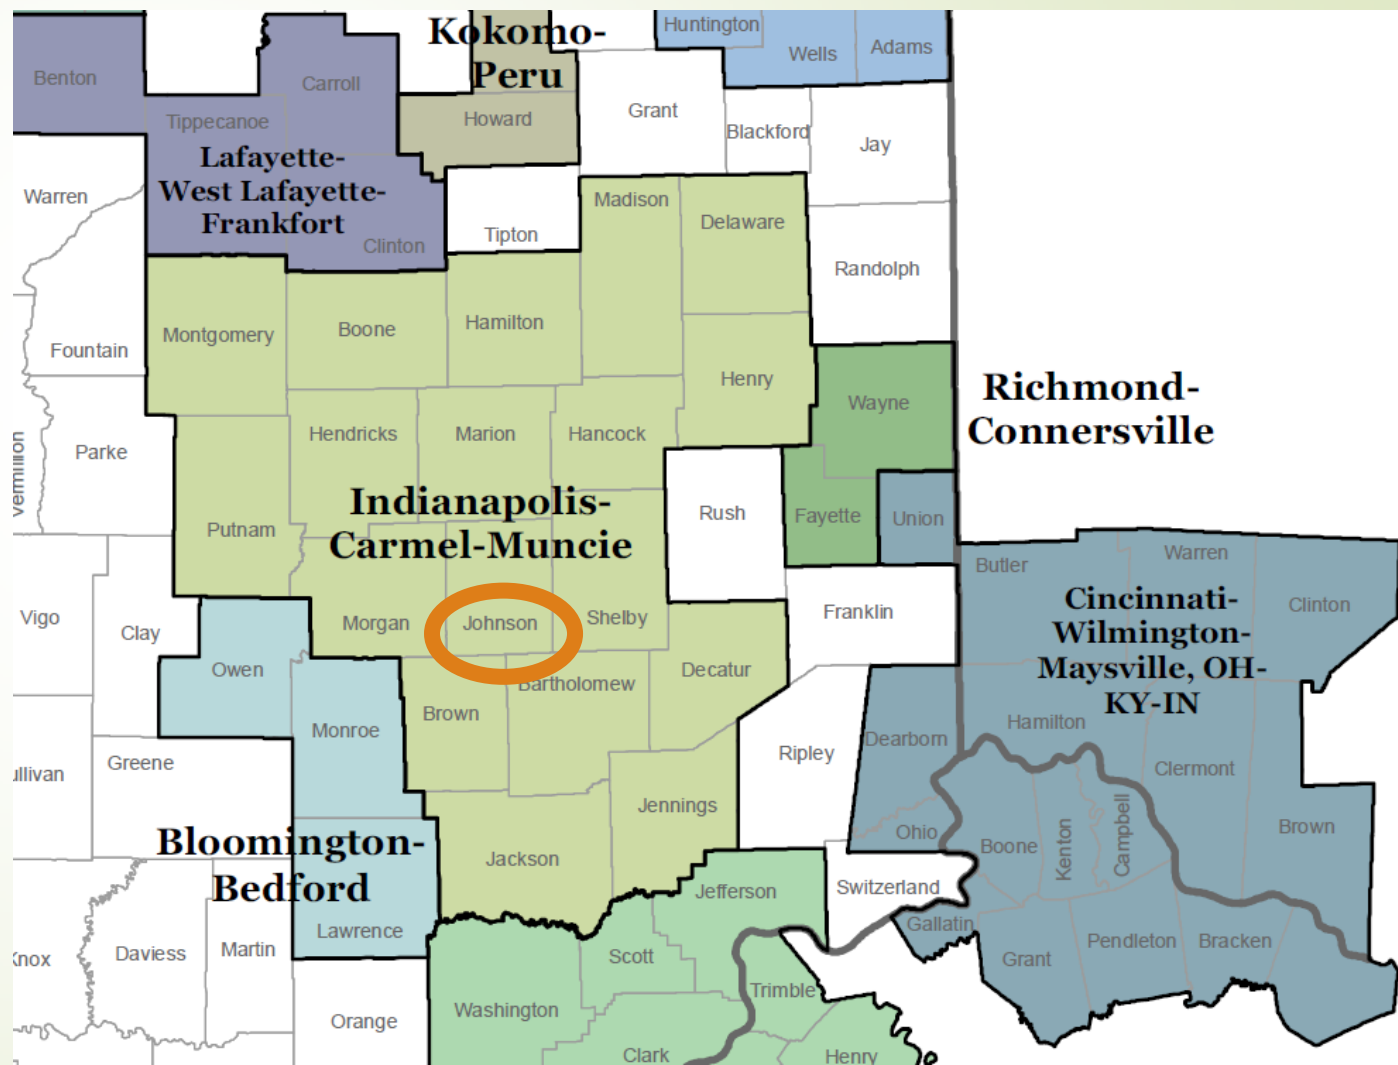 Kokomo-
Peru
Huntington
Wells
Adams
Benton
Carroll
Tippecanoe
Howard
Grant
Blackford
Jay
Lafayette-
West Lafayette-
Frankfort
Warren
Clinton
Tipton
Madison
Delaware
Randolph
Fountain
Montgomery
Boone
Hamilton
Henry
Wayne
Richmond-
Connersville
Vermillion
Parke
Hendricks
Marion
Hancock
Indianapolis-
Carmel-Muncie
Putnam
Rush
Fayette
Union
Butler
Warren
Clinton
Cincinnati-
Wilmington-
Maysville, OH-
KY-IN
Vigo
Clay
Morgan
Johnson
Shelby
Franklin
Owen
Monroe
Brown
Bartholomew
Decatur
Hamilton
Dearborn
Ripley
Clermont
ullivan
Greene
Jennings
Ohio
Boone
Kenton
Campbell
Brown
Bloomington-
Bedford
Jackson
Jefferson
Switzerland
Lawrence
Gallatin
Grant
Pendleton
Bracken
Knox
Daviess
Martin
Scott
Trimble
Orange
Washington
Clark
Henry